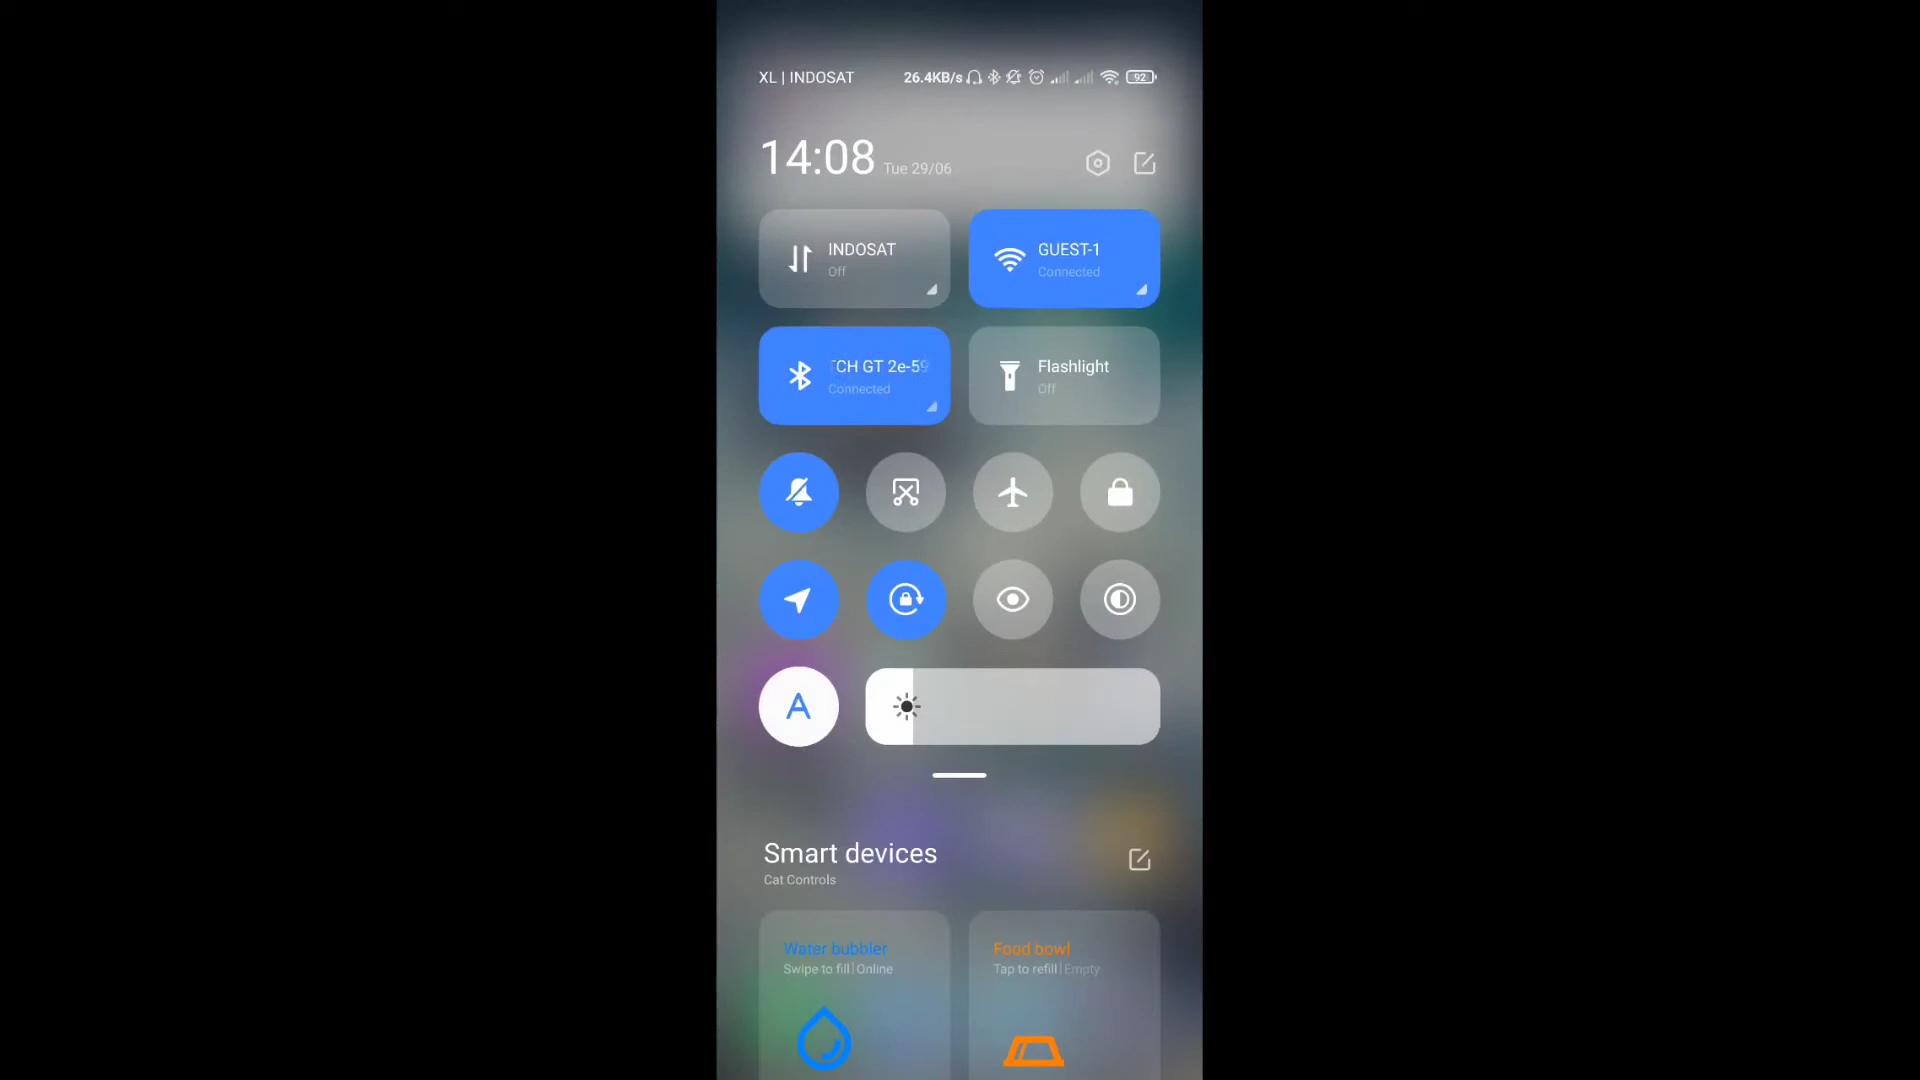 XL | INDOSAT 26.4KB/s 92
14:08 Tue 29/06
INDOSAT
Off
GUEST-1
Connected
TCH GT 2e-59
Connected
Flashlight
Off
A
Smart devices
Cat Controls
Water bubbler
Swipe to fill|Online
Food bowl
Tap to refill|Empty